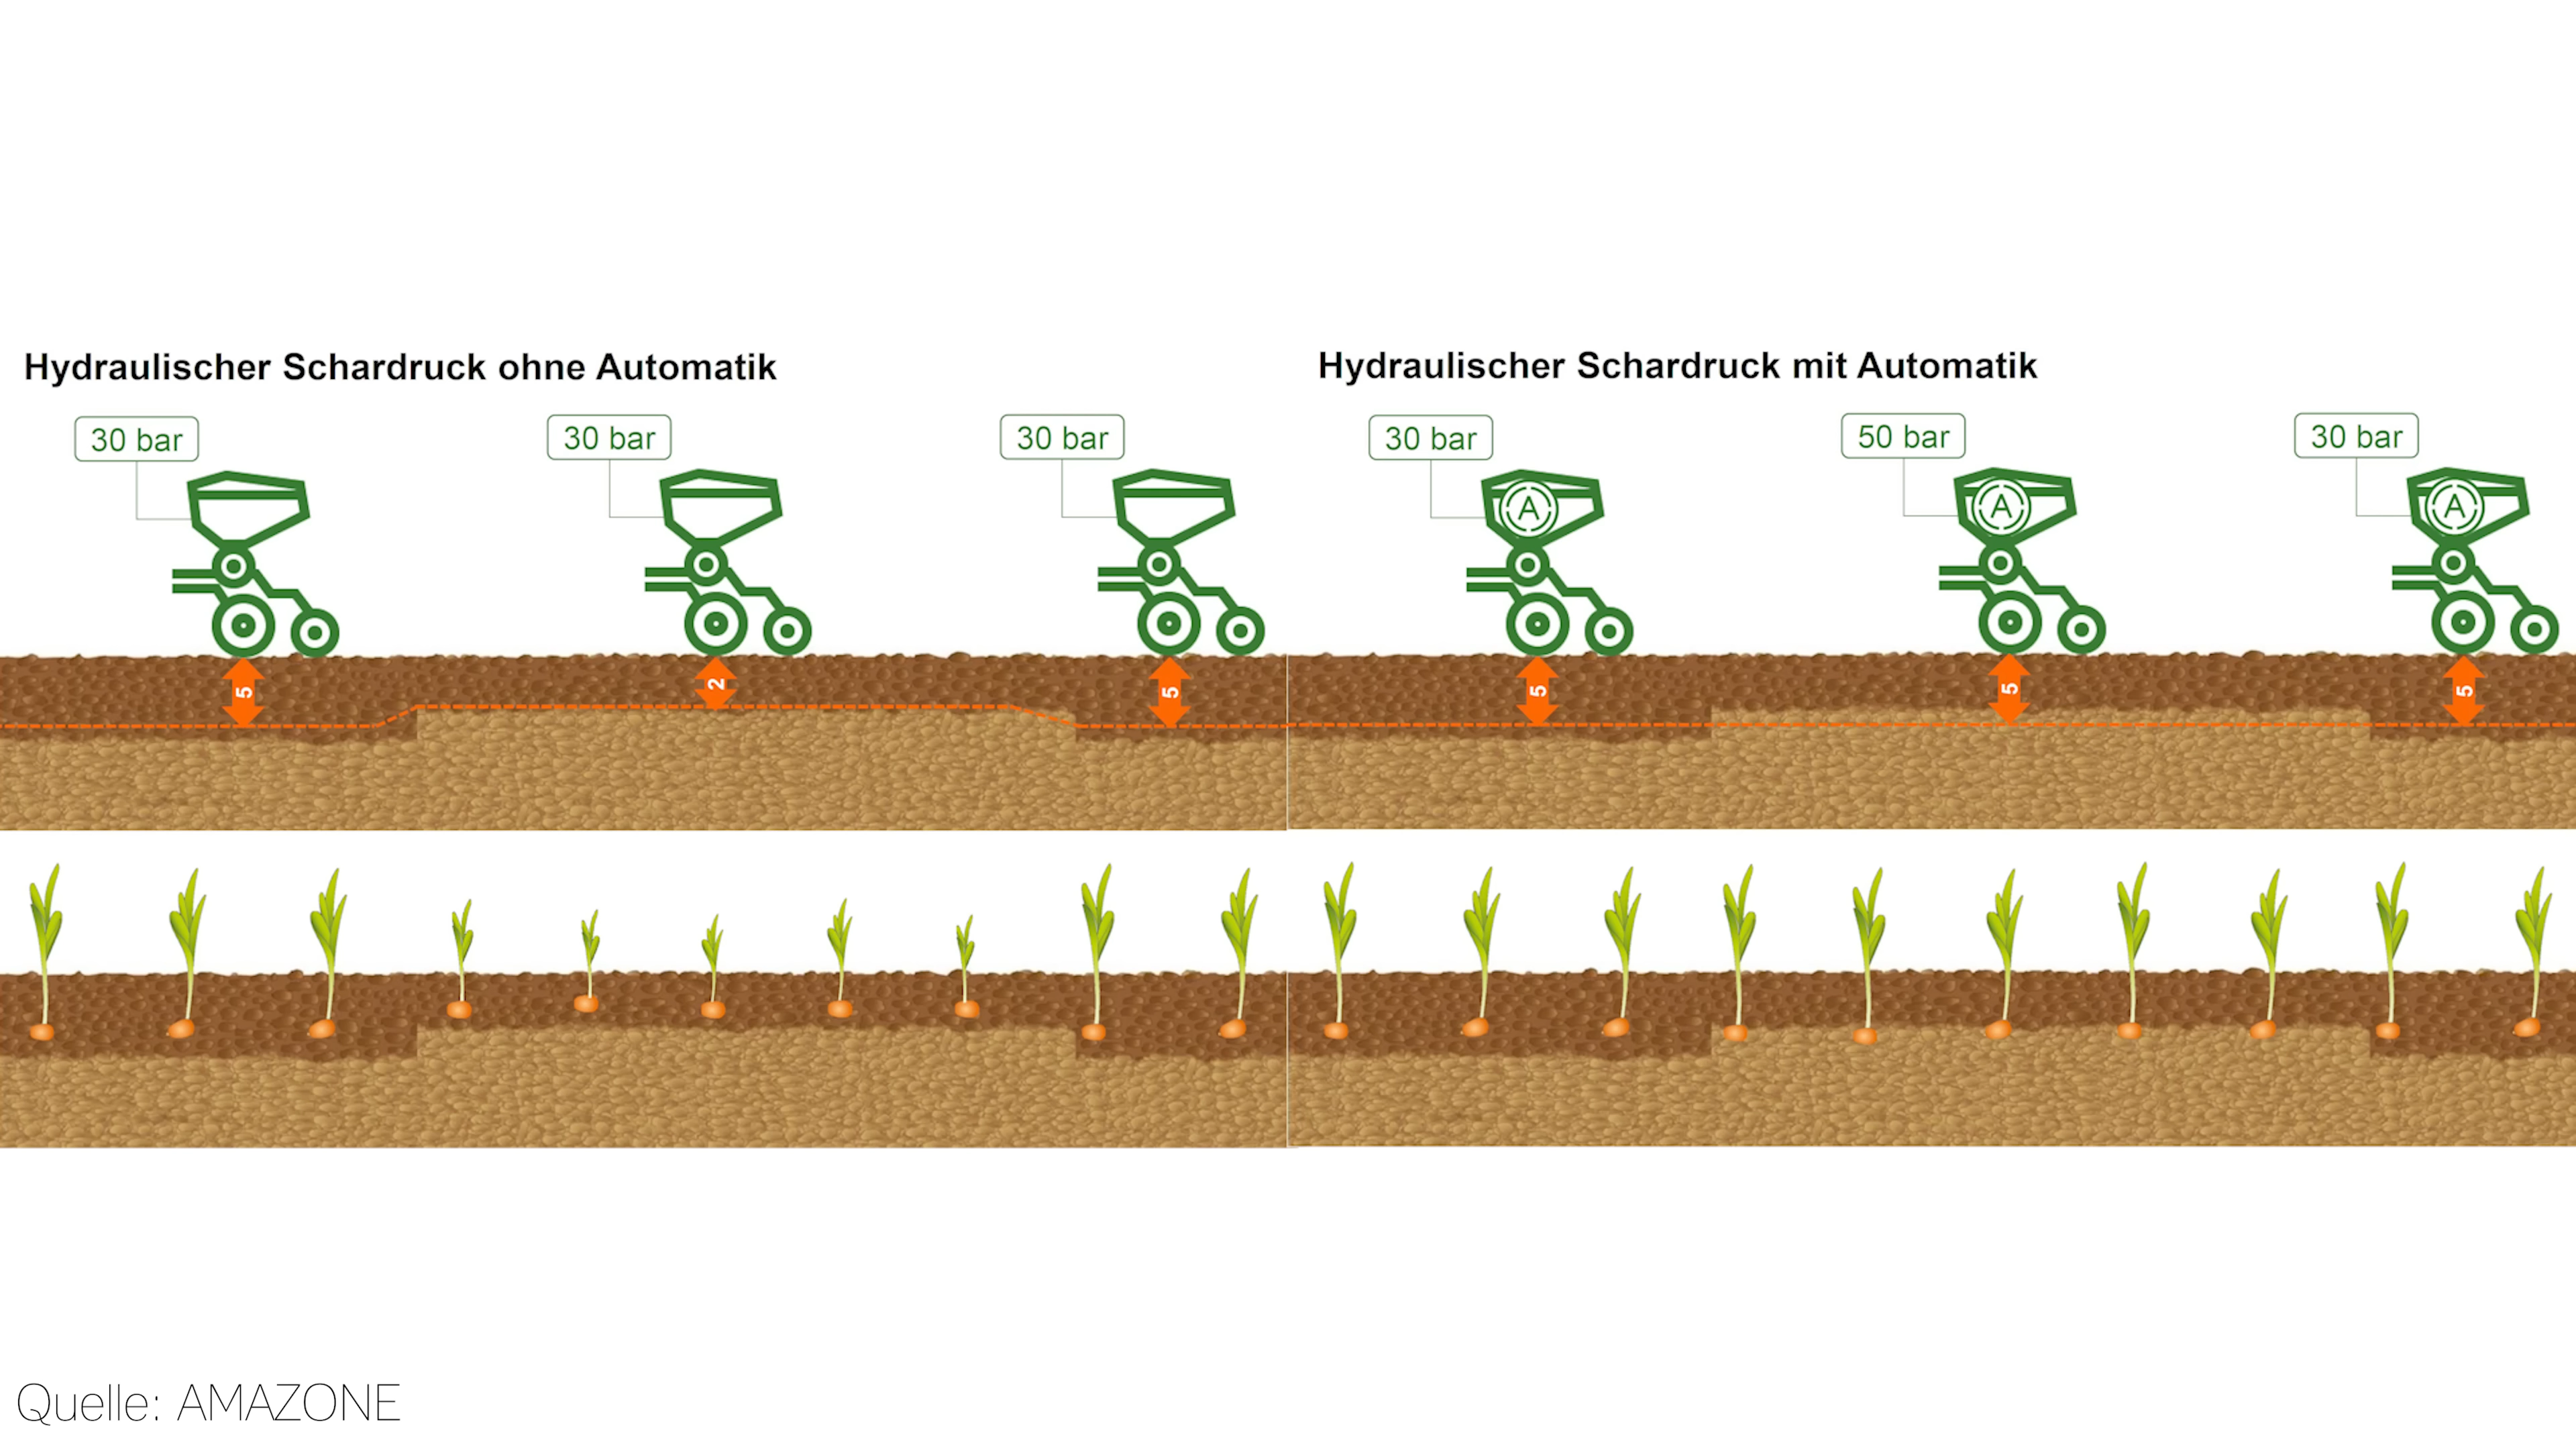 Hydraulischer Schardruck ohne Automatik
30 bar
30 bar
30 bar
5
2
5
Hydraulischer Schardruck mit Automatik
30 bar
50 bar
30 bar
A
A
A
5
5
5
Quelle: AMAZONE